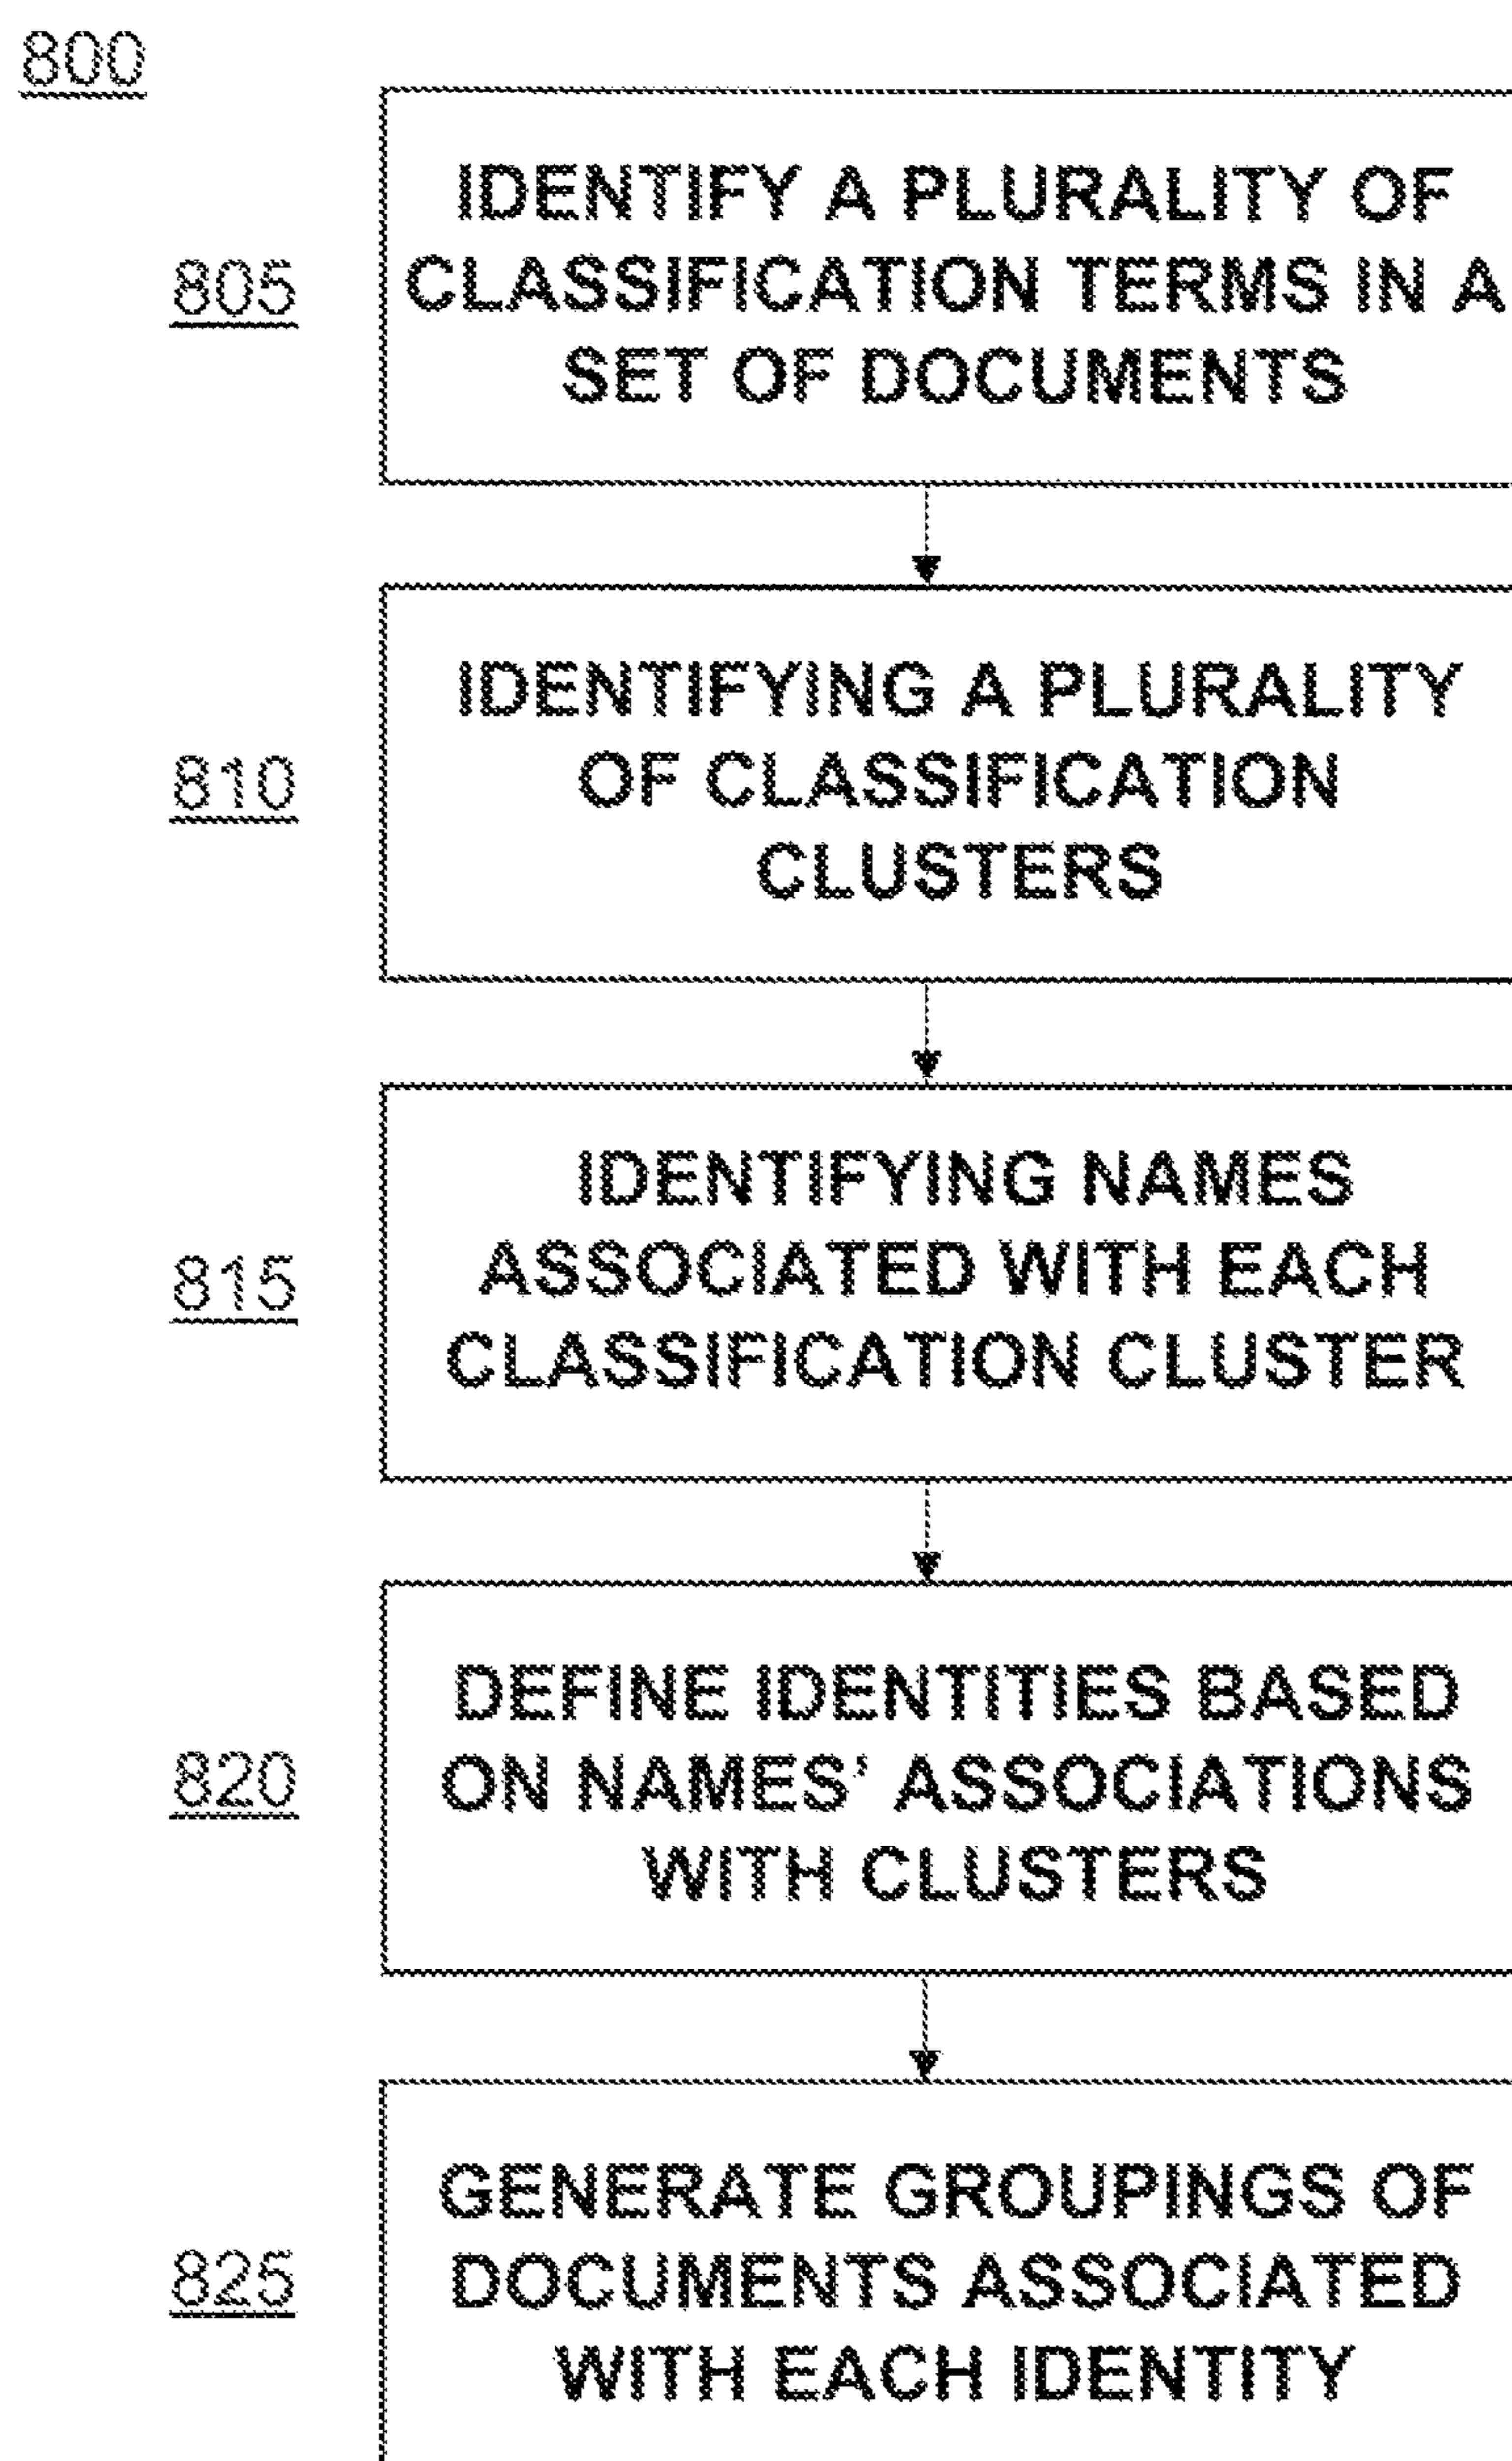 800
805
IDENTIFY A PLURALITY OF
CLASSIFICATION TERMS IN A
SET OF DOCUMENTS
810
IDENTIFYING A PLURALITY
OF CLASSIFICATION
CLUSTERS
815
IDENTIFYING NAMES
ASSOCIATED WITH EACH
CLASSIFICATION CLUSTER
820
DEFINE IDENTITIES BASED
ON NAMES’ ASSOCIATIONS
WITH CLUSTERS
825
GENERATE GROUPINGS OF
DOCUMENTS ASSOCIATED
WITH EACH IDENTITY